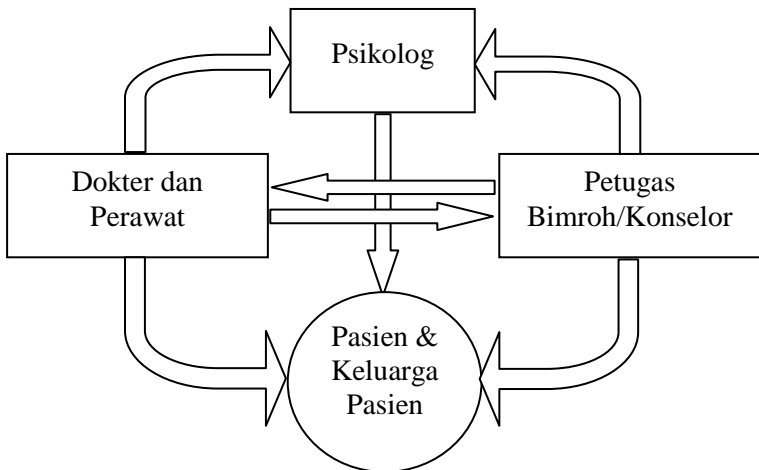 Psikolog
Dokter dan
Perawat
Petugas
Bimroh/Konselor
Pasien &
Keluarga
Pasien